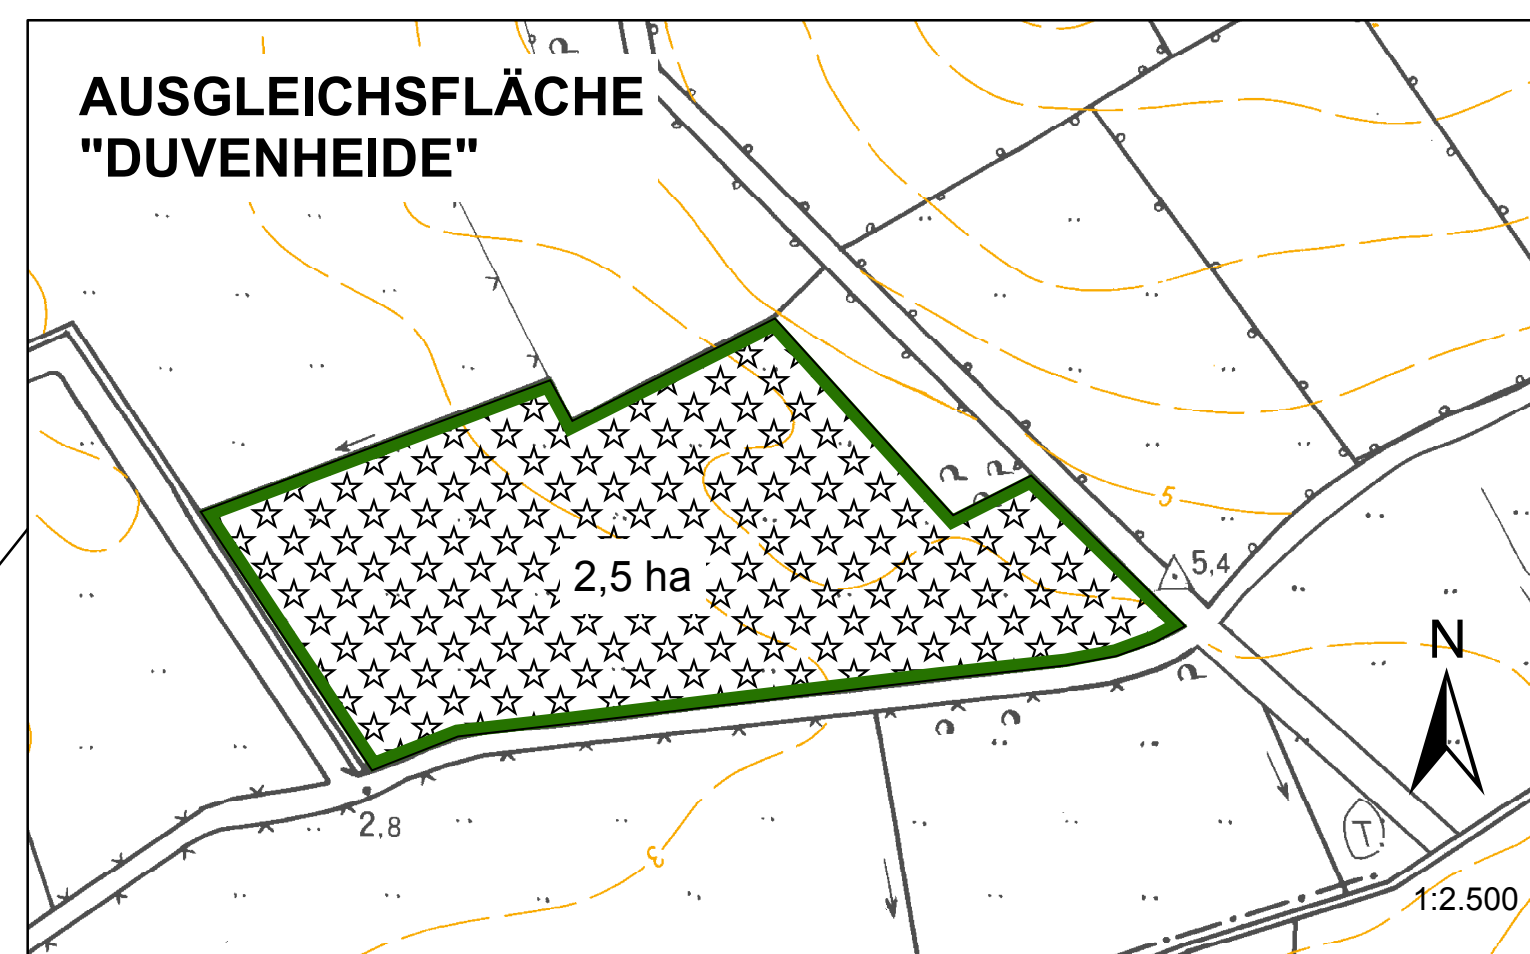 AUSGLEICHSFLÄCHE
"DUVENHEIDE"
5
5,4
2,5 ha
N
2,8
T
3
1:2.500